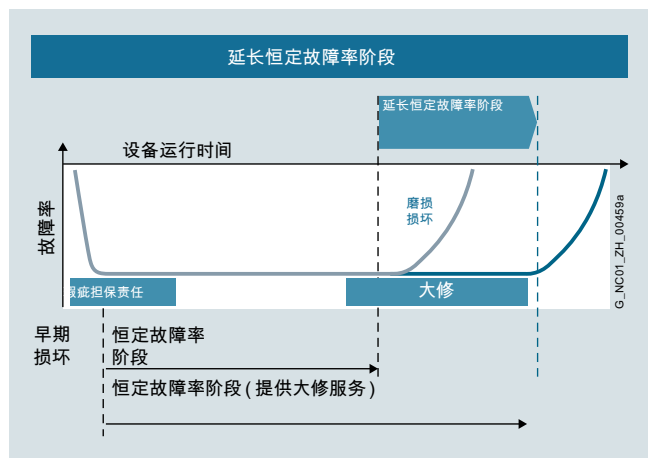 延长恒定故障率阶段
延长恒定故障率阶段
设备运行时间
故障率
磨损
损坏
瑕疵担保责任
大修
G_NC01_ZH_00459a
早期
损坏
恒定故障率
阶段
恒定故障率阶段(提供大修服务)